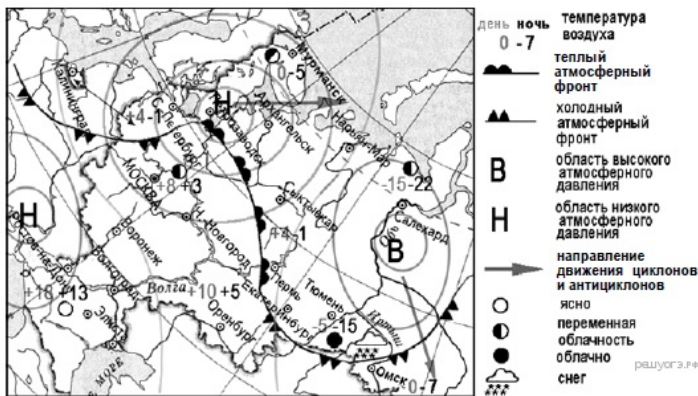 Мурманск
0 -5
Калининград
С.-Петербург
+4 -1
Н
Петрозаводск
Архангельск
Нарьян-Мар
-15 -22
МОСКВА
+8 +3
Сыктывкар
Салехард
Обь
В
+4 -1
Н
Воронеж
Н. Новгород
Пермь
Тюмень
Иртыш
Волгоград
Волга
+10 +5
Екатеринбург
+18 +13
Элиста
Оренбург
-5 -15
Омск
0 -7
МОРЕ
день ночь
0 -7
температура
воздуха
теплый
атмосферный
фронт
холодный
атмосферный
фронт
В
область высокого
атмосферного
давления
Н
область низкого
атмосферного
давления
направление
движения циклонов
и антициклонов
ясно
переменная
облачность
облачно
снег
решуогэ.рф